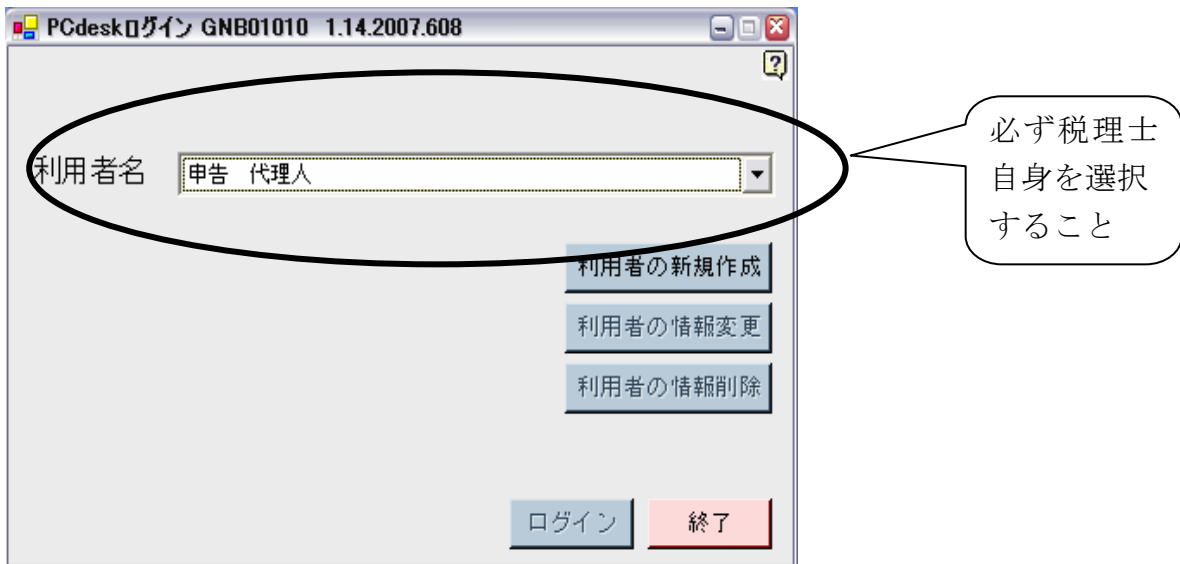 PCdeskログイン GNB01010 1.14.2007.608
利用者名
申告　代理人
必ず税理士
自身を選択
すること
利用者の新規作成
利用者の情報変更
利用者の情報削除
ログイン
終了